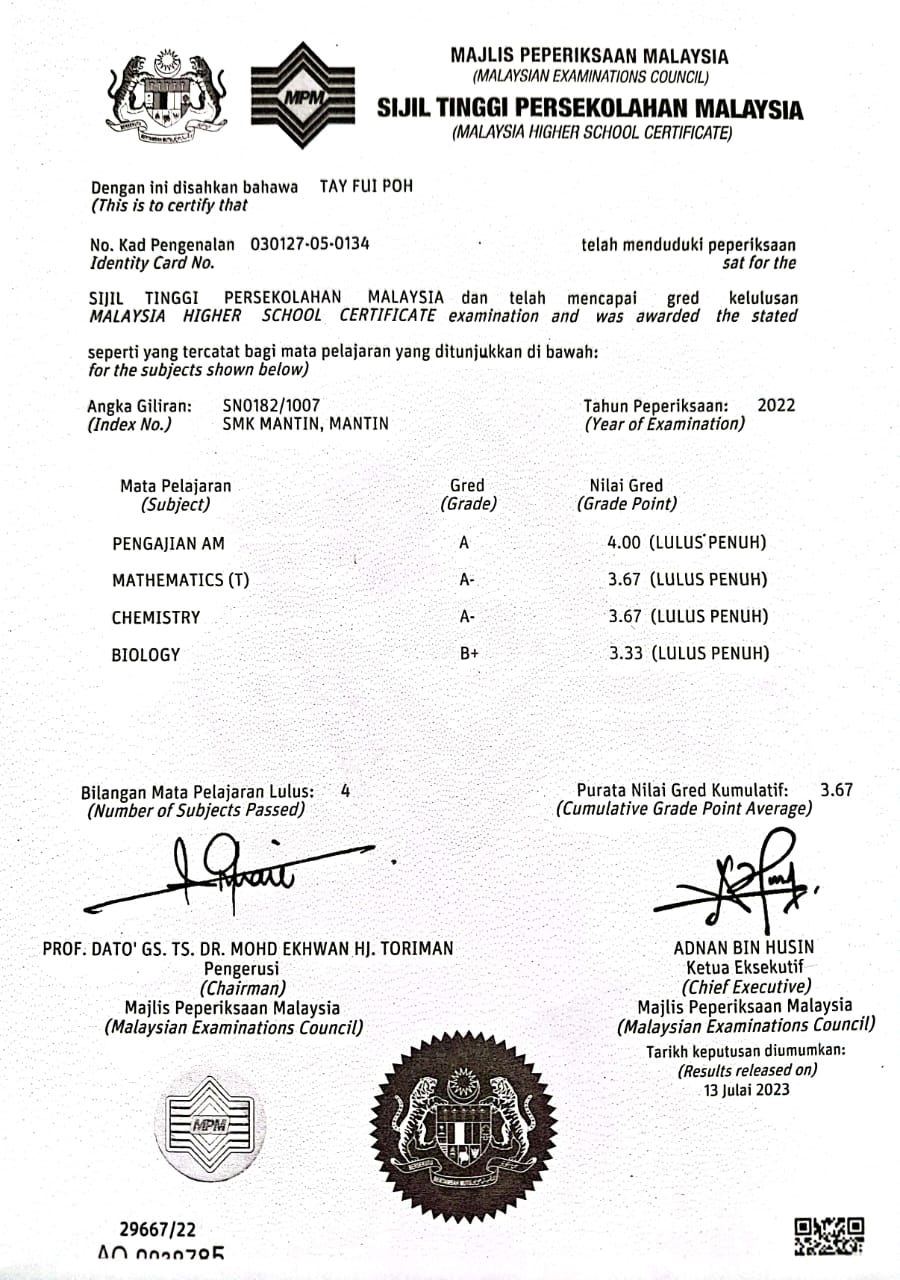 MAJLIS PEPERIKSAAN MALAYSIA
(MALAYSIAN EXAMINATIONS COUNCIL)
SIJIL TINGGI PERSEKOLAHAN MALAYSIA
(MALAYSIA HIGHER SCHOOL CERTIFICATE)
MPM
Dengan ini disahkan bahawa TAY FUI POH
(This is to certify that
No. Kad Pengenalan 030127-05-0134 telah menduduki peperiksaan
Identity Card No. sat for the
SIJIL TINGGI PERSEKOLAHAN MALAYSIA dan telah mencapai gred kelulusan
MALAYSIA HIGHER SCHOOL CERTIFICATE examination and was awarded the stated
seperti yang tercatat bagi mata pelajaran yang ditunjukkan di bawah:
for the subjects shown below)
Angka Giliran: SN0182/1007 Tahun Peperiksaan: 2022
(Index No.) SMK MANTIN, MANTIN (Year of Examination)
Mata Pelajaran Gred Nilai Gred
(Subject) (Grade) (Grade Point)
PENGAJIAN AM A 4.00 (LULUS PENUH)
MATHEMATICS (T) A- 3.67 (LULUS PENUH)
CHEMISTRY A- 3.67 (LULUS PENUH)
BIOLOGY B+ 3.33 (LULUS PENUH)
Bilangan Mata Pelajaran Lulus: 4 Purata Nilai Gred Kumulatif: 3.67
(Number of Subjects Passed) (Cumulative Grade Point Average)
PROF. DATO' GS. TS. DR. MOHD EKHWAN HJ. TORIMAN ADNAN BIN HUSIN
Pengerusi Ketua Eksekutif
(Chairman) (Chief Executive)
Majlis Peperiksaan Malaysia Majlis Peperiksaan Malaysia
(Malaysian Examinations Council) (Malaysian Examinations Council)
Tarikh keputusan diumumkan:
(Results released on)
13 Julai 2023
MPM
29667/22